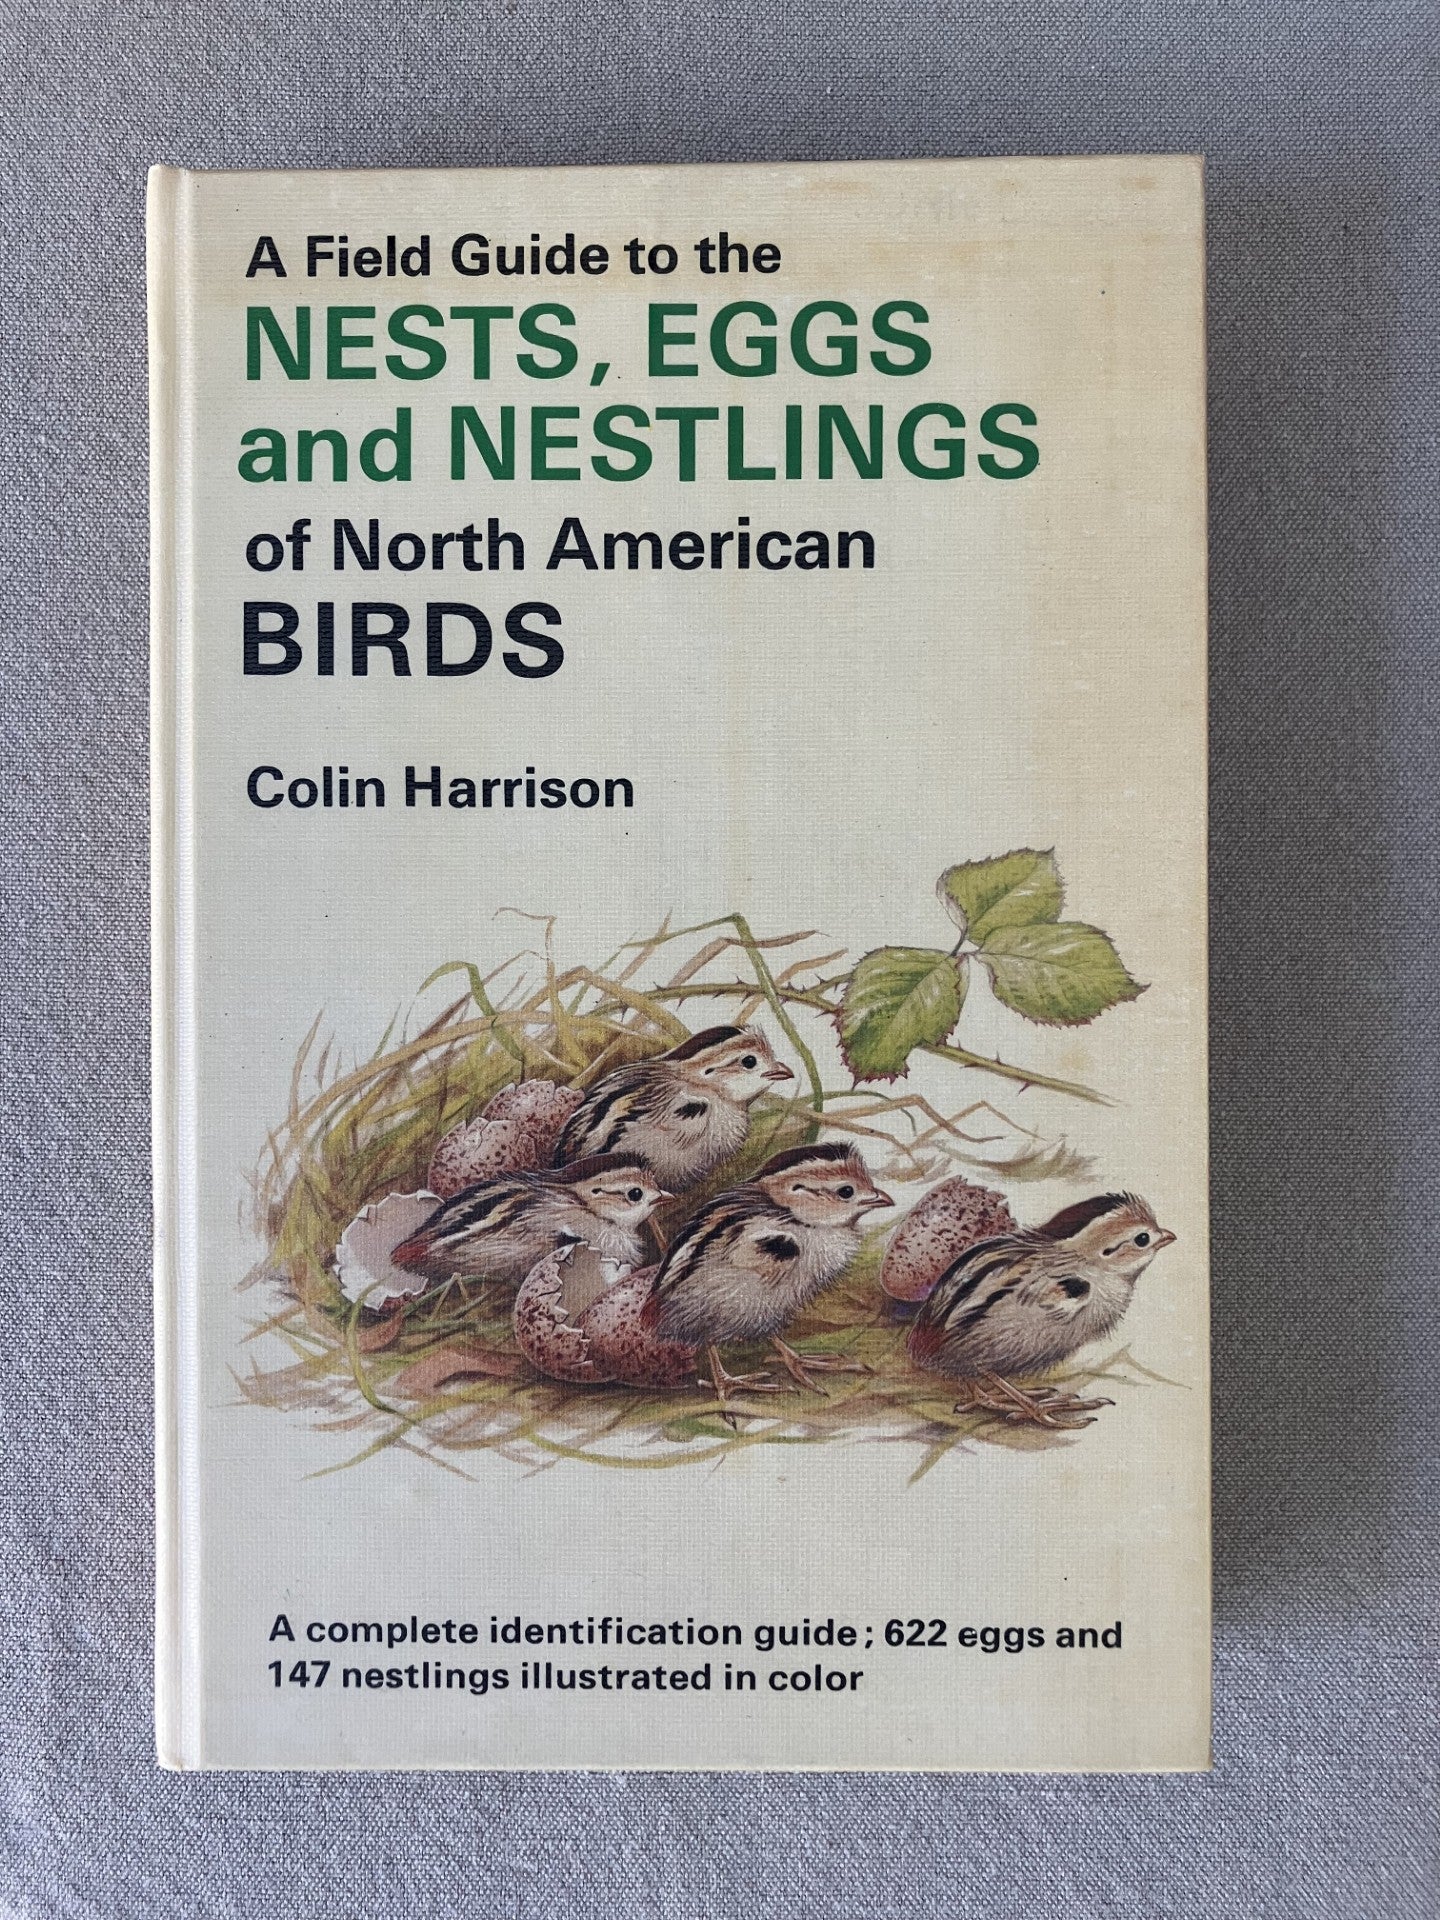 A Field Guide to the
NESTS, EGGS
and NESTLINGS
of North American
BIRDS
Colin Harrison
A complete identification guide; 622 eggs and
147 nestlings illustrated in color